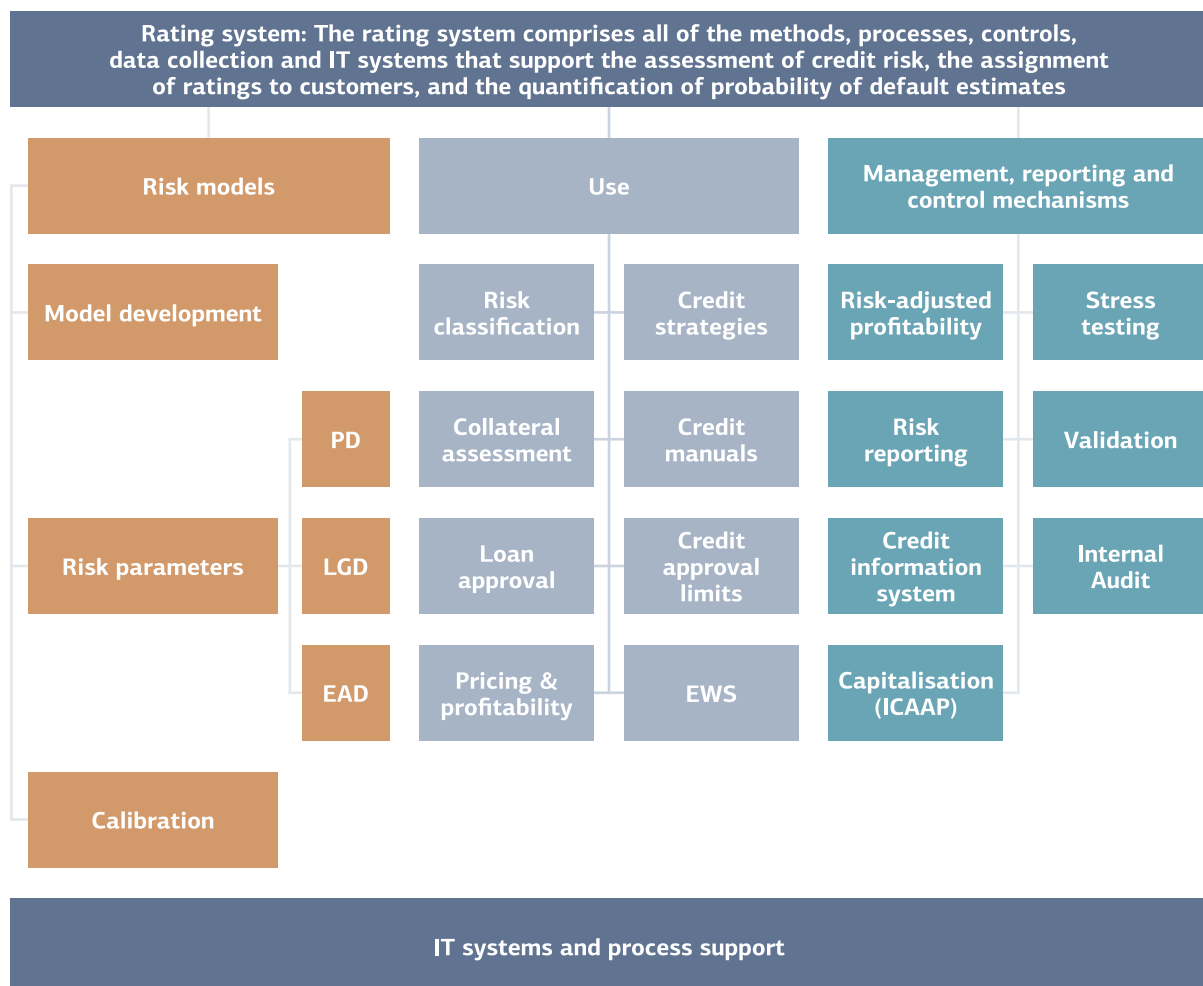 Rating system: The rating system comprises all of the methods, processes, controls,
data collection and IT systems that support the assessment of credit risk, the assignment
of ratings to customers, and the quantification of probability of default estimates
Risk models
Model development
Risk parameters
PD
LGD
EAD
Calibration
Use
Risk
classification
Credit
strategies
Collateral
assessment
Credit
manuals
Loan
approval
Credit
approval
limits
Pricing &
profitability
EWS
Management, reporting and
control mechanisms
Risk-adjusted
profitability
Stress
testing
Risk
reporting
Validation
Credit
information
system
Internal
Audit
Capitalisation
(ICAAP)
IT systems and process support